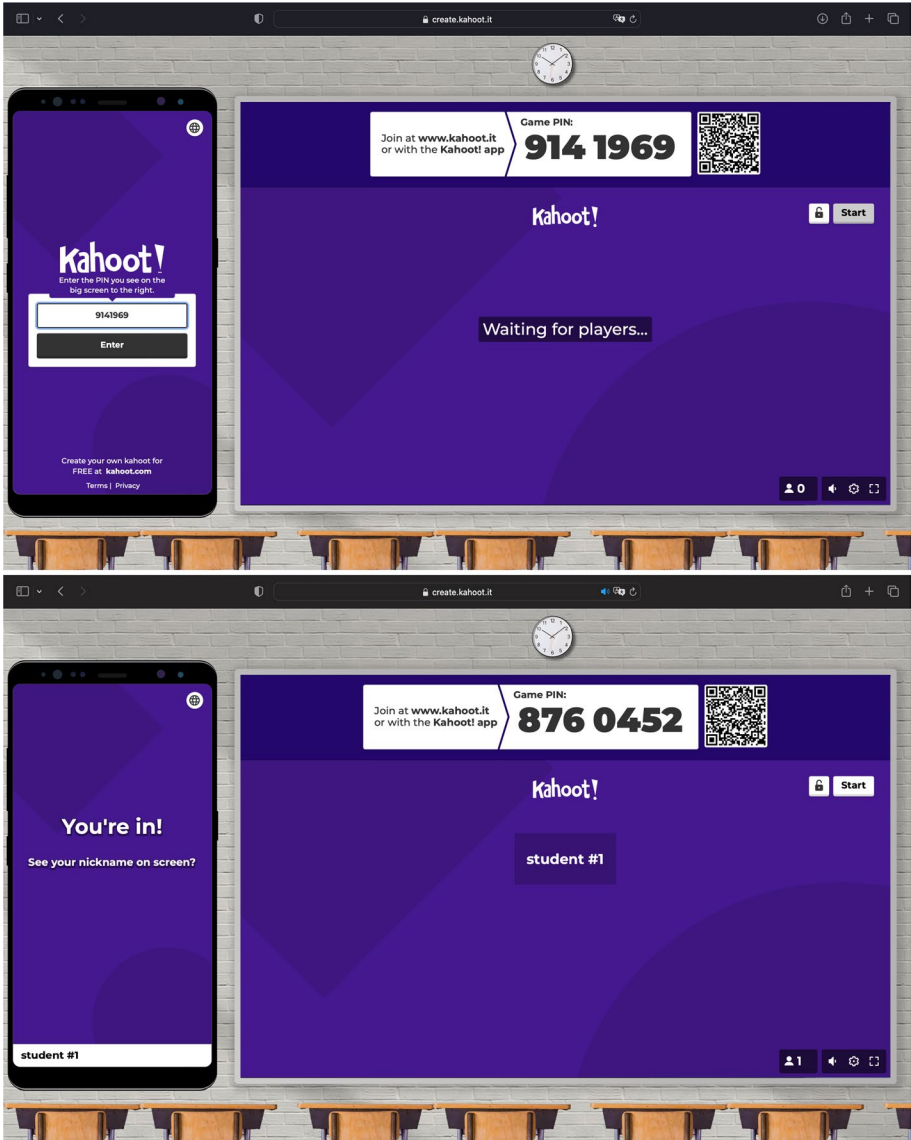 create.kahoot.it
Game PIN:
Join at www.kahoot.it
or with the Kahoot! app
914 1969
Kahoot!
Start
Waiting for players...
0
Kahoot!
Enter the PIN you see on the
big screen to the right.
9141969
Enter
Create your own kahoot for
FREE at kahoot.com
Terms | Privacy
create.kahoot.it
Game PIN:
Join at www.kahoot.it
or with the Kahoot! app
876 0452
Kahoot!
Start
student #1
1
You're in!
See your nickname on screen?
student #1